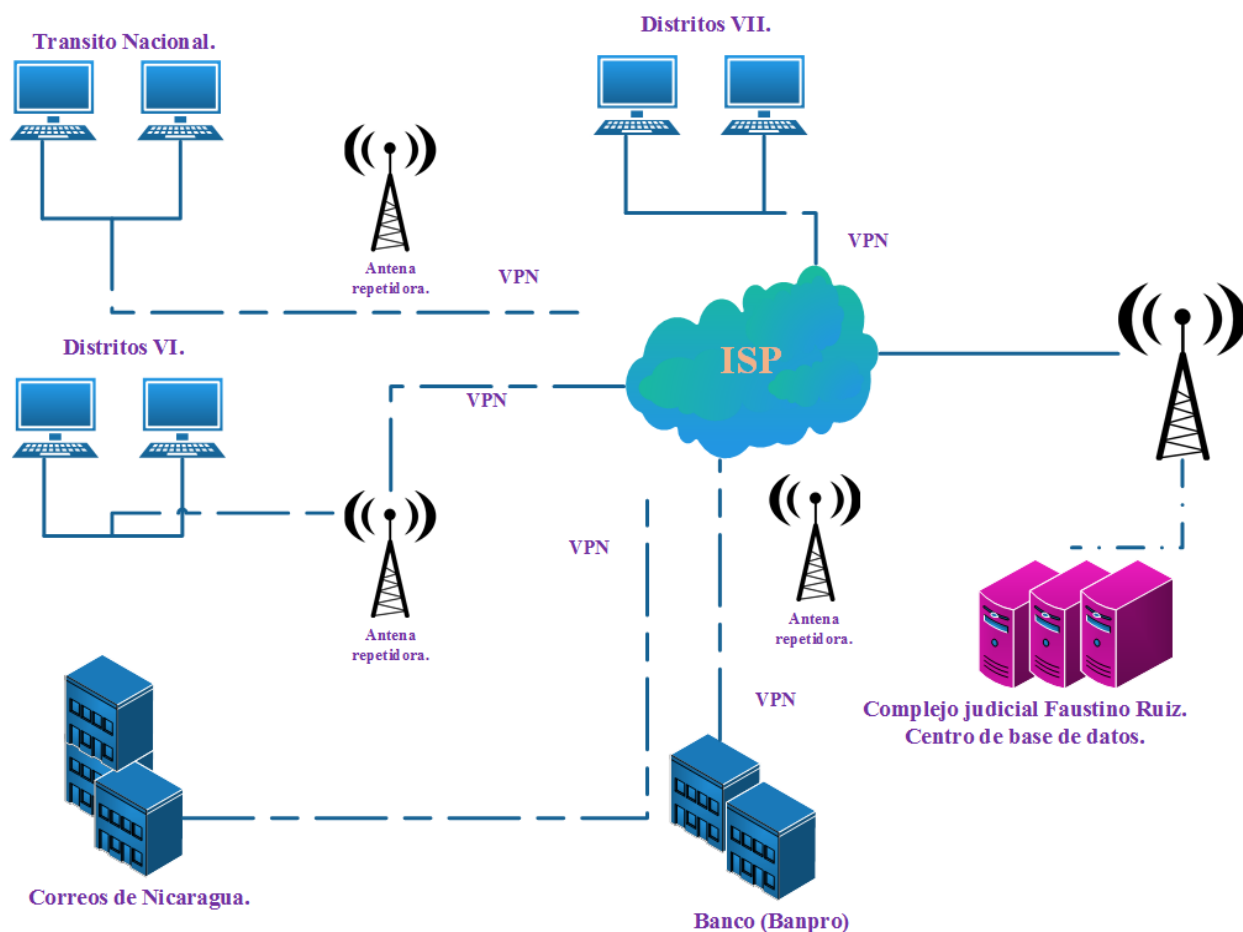 Transito Nacional.
Distritos VII.
Antena
repetidora.
VPN
VPN
Distritos VI.
ISP
VPN
VPN
Antena
repetidora.
Antena
repetidora.
VPN
Complejo judicial Faustino Ruiz.
Centro de base de datos.
Correos de Nicaragua.
Banco (Banpro)